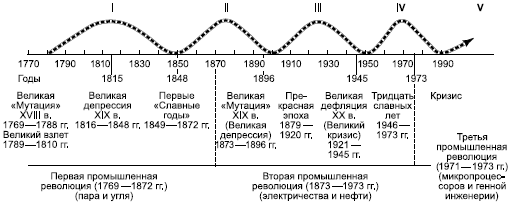 I II III IV V
1770 1790 1810 1830 1850 1870 1890 1910 1930 1950 1970 1990
Годы 1815 1848 1896 1945 1973
Великая
«Мутация»
XVIII в.
1769—1788 гг,
Великий взлет
1789—1810 гг.
Великая
депрессия
XIX в.
1816—1848 гг,
Первые
«Славные
годы»
1849—1872 гг,
Великая
«Мутация»
XIX в.
(Великая
депрессия)
1873—1896 гг,
Пре-
красная
эпоха
1879—
1920 гг.
Великая
дефляция
XX в.
(Великий
кризис)
1921—
1945 гг.
Тридцать
славных
лет
1946—
1973 гг.
Кризис
Первая промышленная
революция (1769—1872 гг,)
(пара и угля)
Вторая промышленная
революция (1873—1973 гг,)
(электричества и нефти)
Третья
промышленная
революция
(1971—1973 гг.)
(микропроцес-
соров и генной
инженерии)